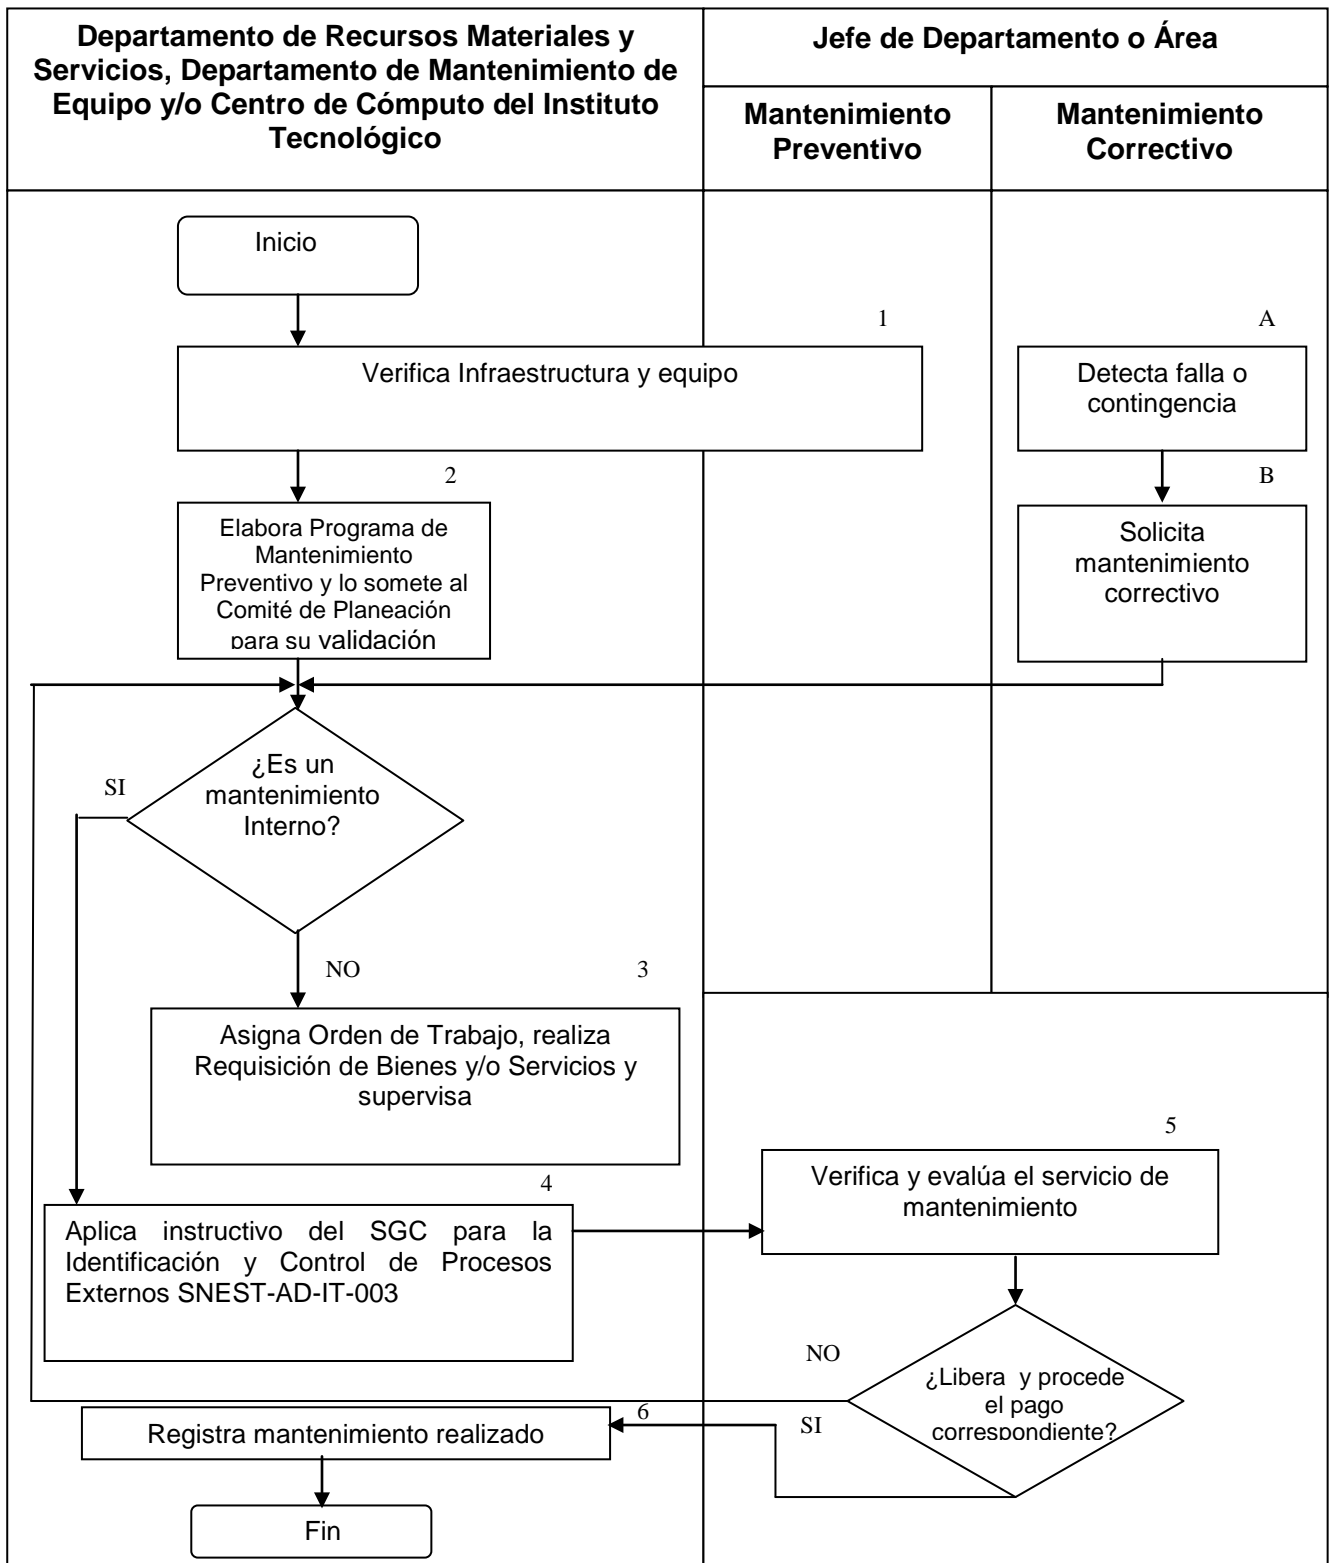 Departamento de Recursos Materiales y
Servicios, Departamento de Mantenimiento de
Equipo y/o Centro de Cómputo del Instituto
Tecnológico
Jefe de Departamento o Área
Mantenimiento
Preventivo
Mantenimiento
Correctivo
Inicio
1
Verifica Infraestructura y equipo
A
Detecta falla o
contingencia
2
Elabora Programa de
Mantenimiento
Preventivo y lo somete al
Comité de Planeación
para su validación
B
Solicita
mantenimiento
correctivo
¿Es un
mantenimiento
Interno?
SI
NO
3
Asigna Orden de Trabajo, realiza
Requisición de Bienes y/o Servicios y
supervisa
4
Aplica instructivo del SGC para la
Identificación y Control de Procesos
Externos SNEST-AD-IT-003
5
Verifica y evalúa el servicio de
mantenimiento
NO
¿Libera y procede
el pago
correspondiente?
SI
6
Registra mantenimiento realizado
Fin